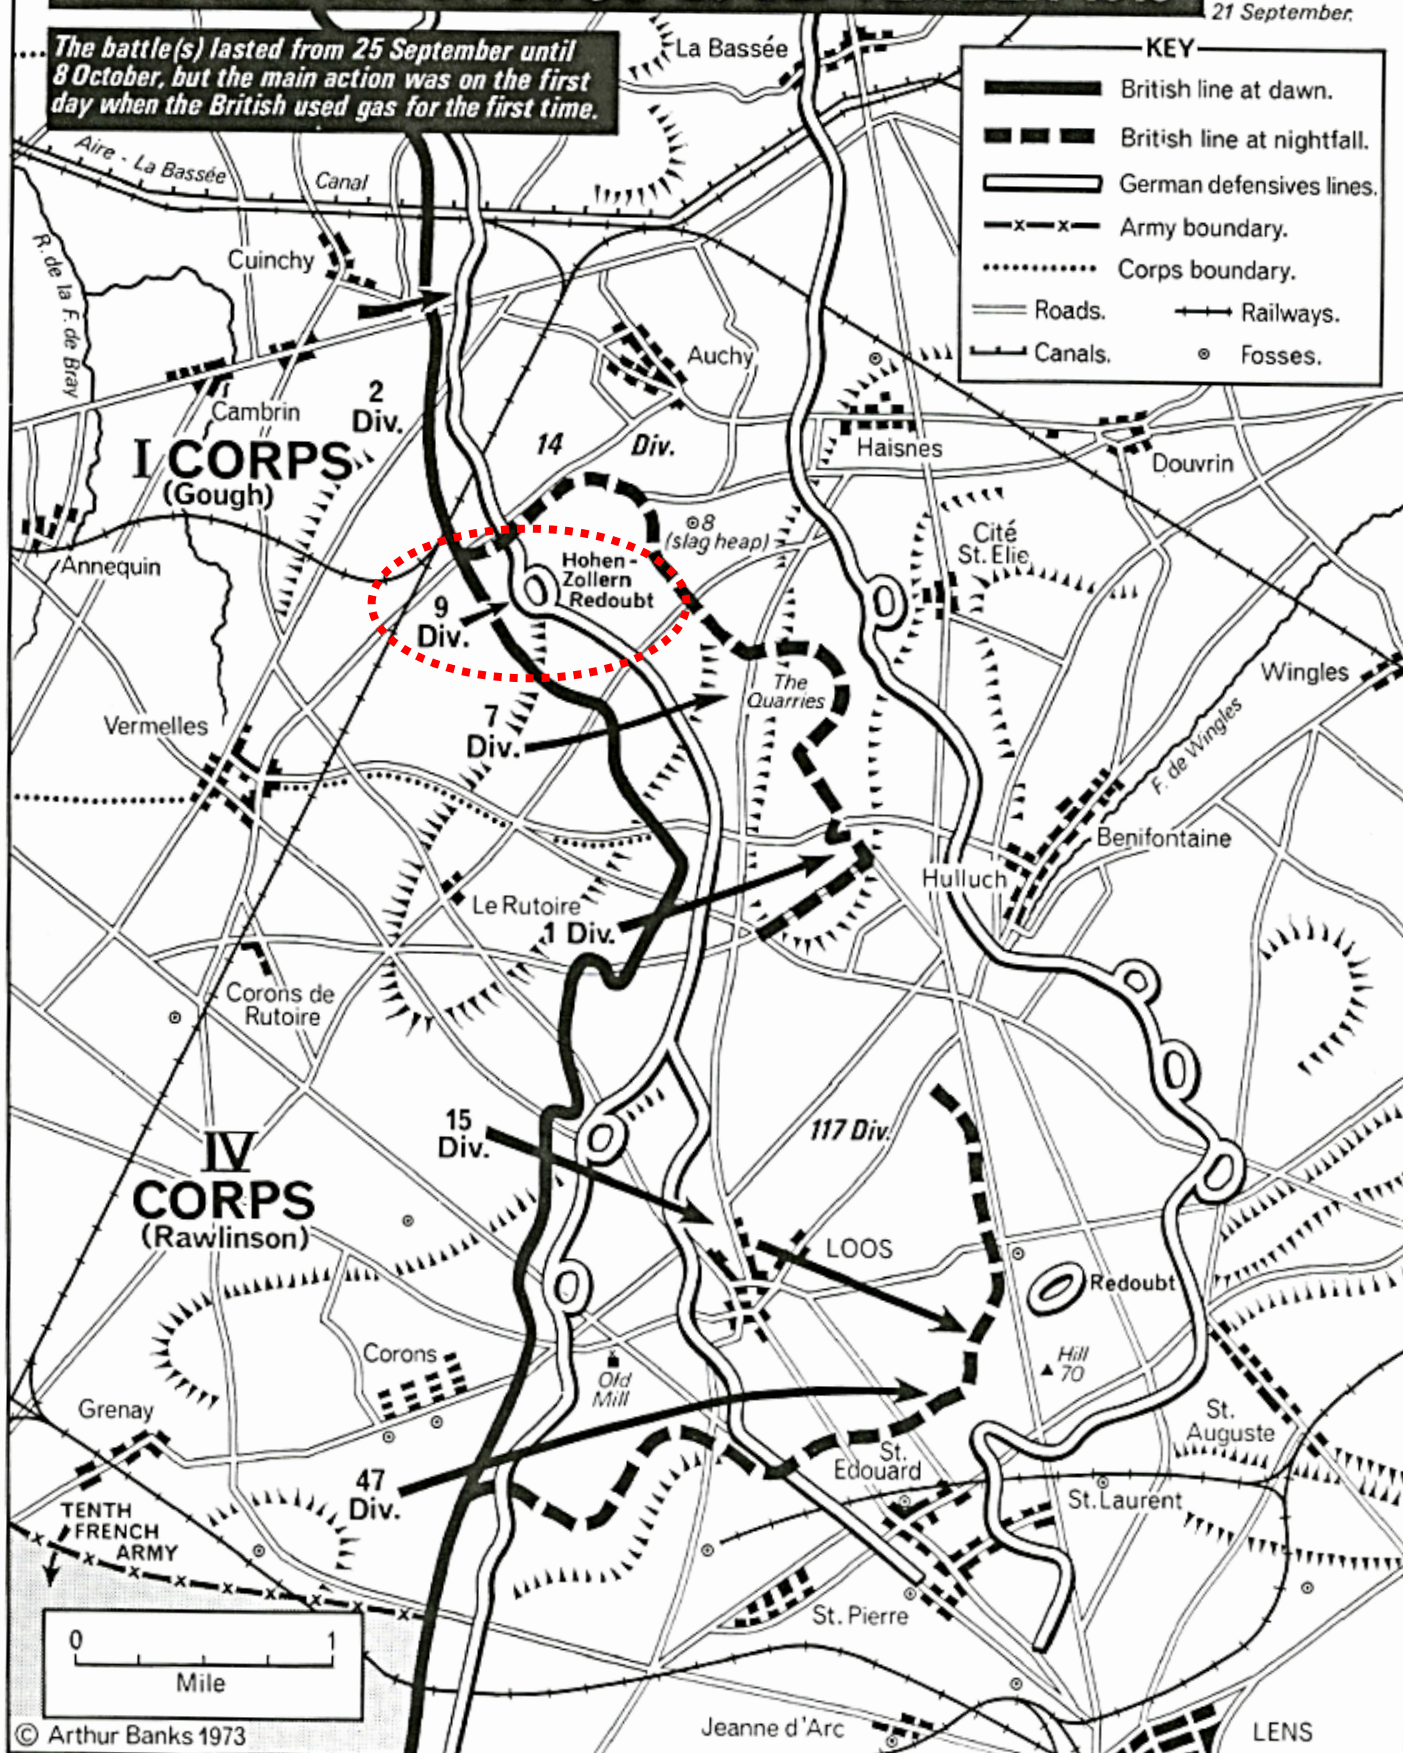 21 September.
The battle(s) lasted from 25 September until
8 October, but the main action was on the first
day when the British used gas for the first time.
La Bassée
KEY
British line at dawn.
British line at nightfall.
German defensives lines.
Army boundary.
Corps boundary.
Roads.
Railways.
Canals.
Fosses.
Aire - La Bassée
Canal
R. de la F. de Bray
Cuinchy
Auchy
Cambrin
2
Div.
I CORPS
(Gough)
14 Div.
Haisnes
Douvrin
8
(slag heap)
Cité
St. Elie
Annequin
Hohen-
Zollern
Redoubt
9
Div.
Wingles
The
Quarries
7
Div.
Vermelles
F. de Wingles
Benifontaine
Hulluch
Le Rutoire
1 Div.
Corons de
Rutoire
15
Div.
117 Div.
IV
CORPS
(Rawlinson)
LOOS
Redoubt
Hill
70
Corons
Old
Mill
Grenay
St.
Auguste
St.
Edouard
47
Div.
St. Laurent
TENTH
FRENCH
ARMY
St. Pierre
0 1
Mile
Jeanne d'Arc
LENS
© Arthur Banks 1973